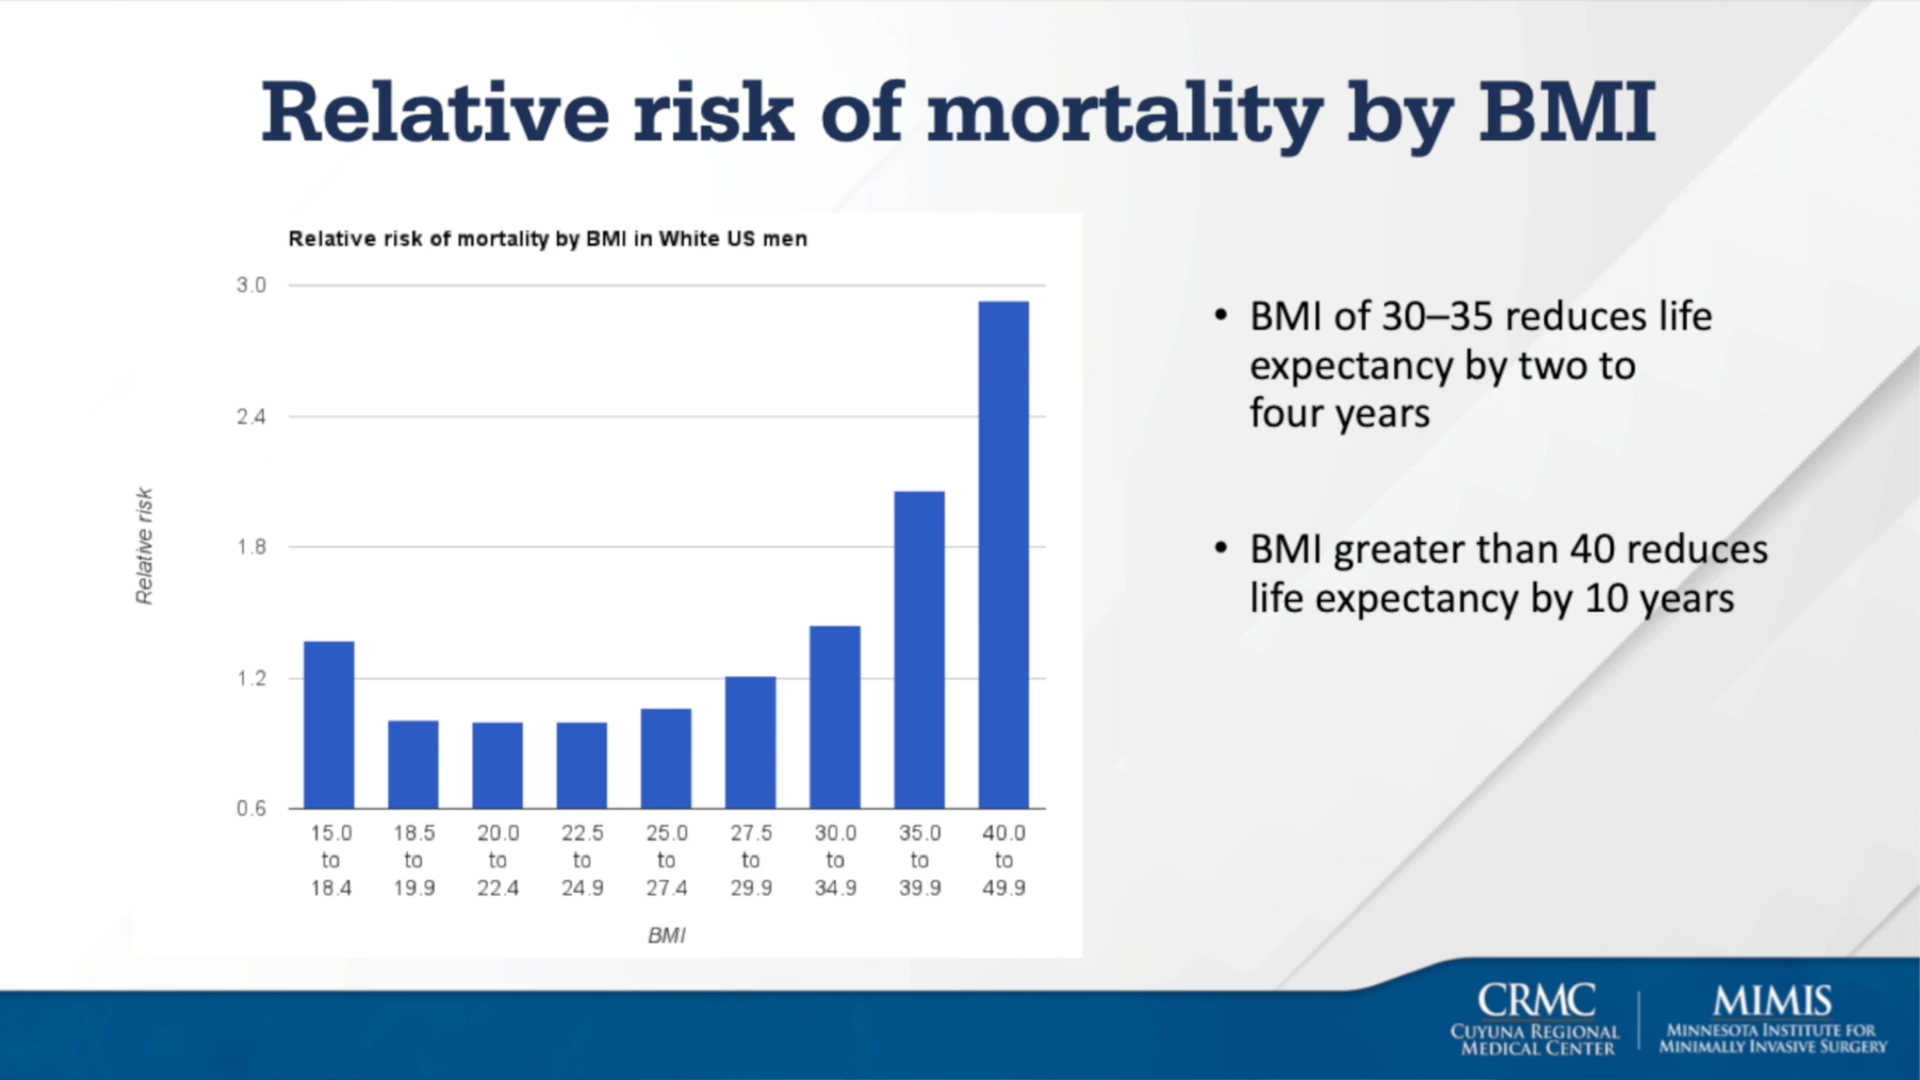 Relative risk of mortality by BMI
Relative risk of mortality by BMI in White US men
3.0
2.4
1.8
1.2
0.6
Relative risk
15.0 to 18.4
18.5 to 19.9
20.0 to 22.4
22.5 to 24.9
25.0 to 27.4
27.5 to 29.9
30.0 to 34.9
35.0 to 39.9
40.0 to 49.9
BMI
• BMI of 30–35 reduces life
expectancy by two to
four years
• BMI greater than 40 reduces
life expectancy by 10 years
CRMC
CUYUNA REGIONAL
MEDICAL CENTER
MIMIS
MINNESOTA INSTITUTE FOR
MINIMALLY INVASIVE SURGERY